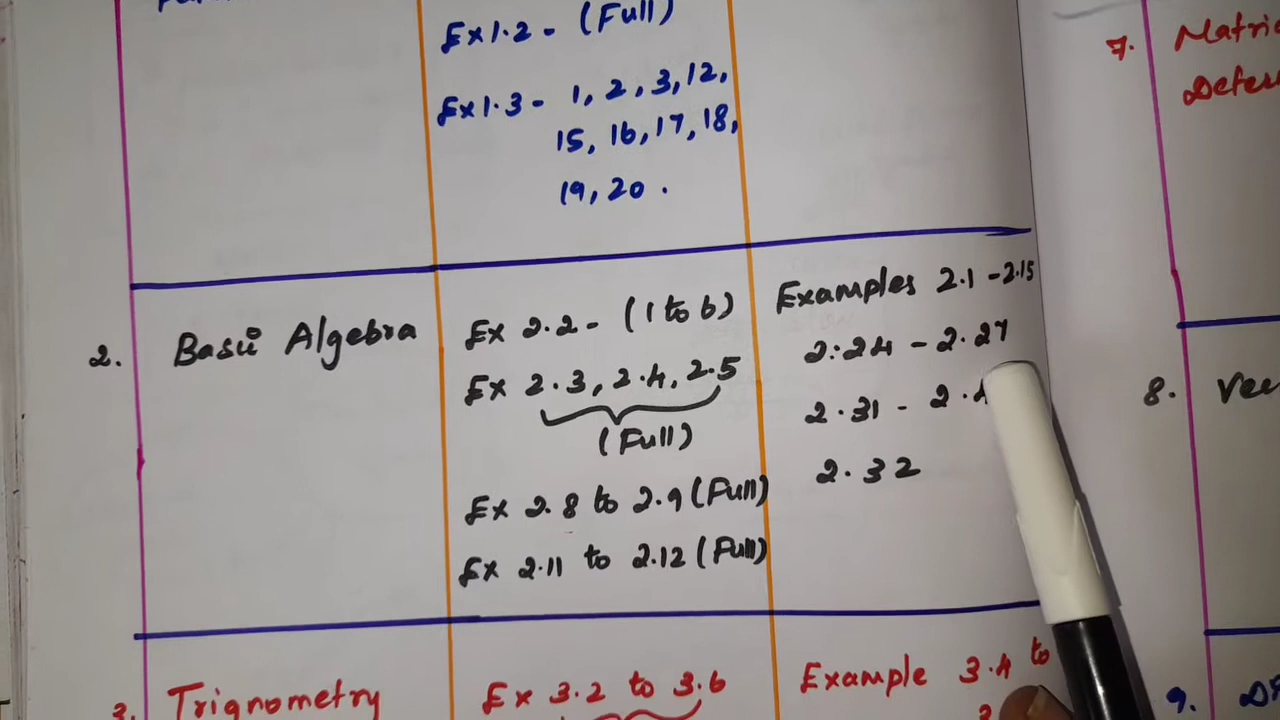 Ex 1.2 - (Full)
Ex 1.3 - 1, 2, 3, 12,
15, 16, 17, 18,
19, 20 .
2. Basic Algebra
Ex 2.2 - (1 to 6)
Ex 2.3, 2.4, 2.5
(Full)
Ex 2.8 to 2.9 (Full)
Ex 2.11 to 2.12 (Full)
Examples 2.1 - 2.15
2.24 - 2.27
2.31 -
2.32
3. Trignometry
Ex 3.2 to 3.6
Example 3.4 to
7.
8.
9.